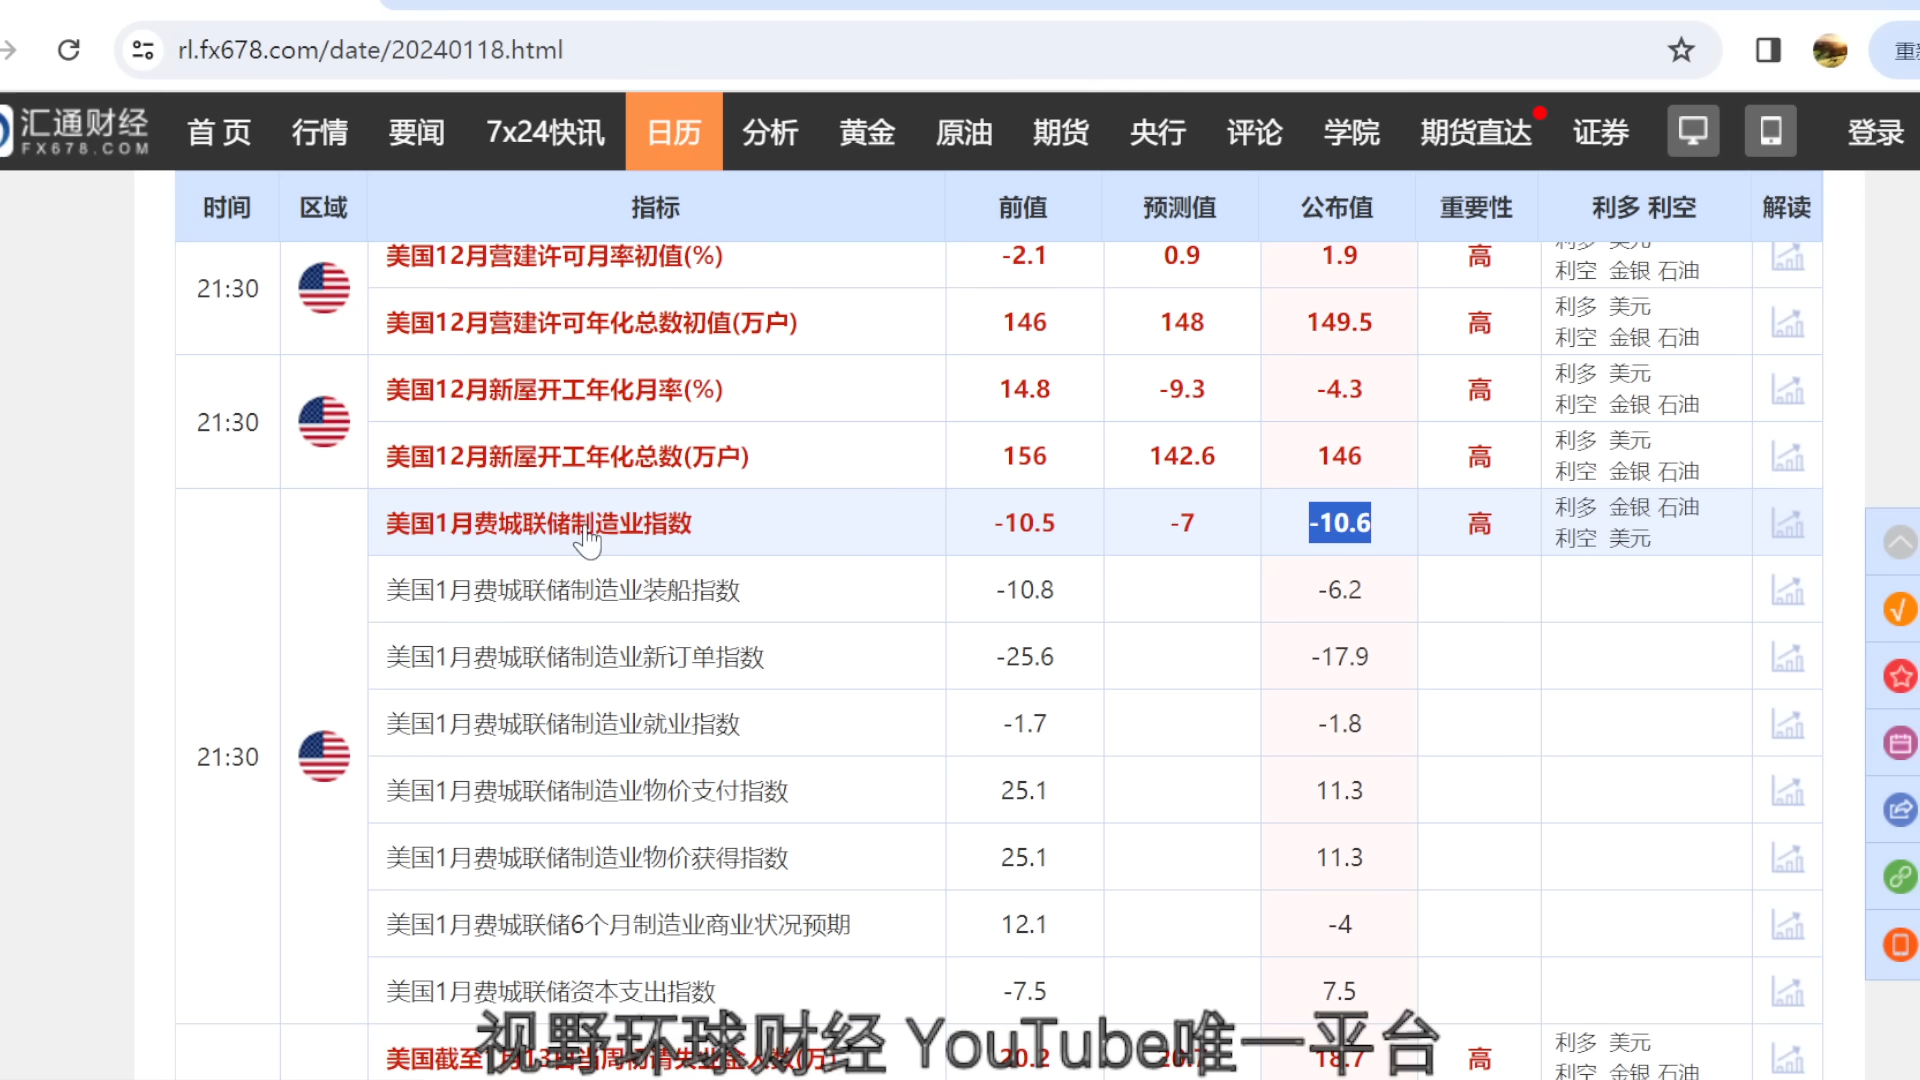 rl.fx678.com/date/20240118.html
汇通财经
FX678.COM
首页 行情 要闻 7x24快讯 日历 分析 黄金 原油 期货 央行 评论 学院 期货直达 证券 登录
时间 区域 指标 前值 预测值 公布值 重要性 利多 利空 解读
21:30 美国12月营建许可月率初值(%) -2.1 0.9 1.9 高 利多 美元
利空 金银 石油
美国12月营建许可年化总数初值(万户) 146 148 149.5 高 利多 美元
利空 金银 石油
21:30 美国12月新屋开工年化月率(%) 14.8 -9.3 -4.3 高 利多 美元
利空 金银 石油
美国12月新屋开工年化总数(万户) 156 142.6 146 高 利多 美元
利空 金银 石油
21:30 美国1月费城联储制造业指数 -10.5 -7 -10.6 高 利多 金银 石油
利空 美元
美国1月费城联储制造业装船指数 -10.8 -6.2
美国1月费城联储制造业新订单指数 -25.6 -17.9
美国1月费城联储制造业就业指数 -1.7 -1.8
美国1月费城联储制造业物价支付指数 25.1 11.3
美国1月费城联储制造业物价获得指数 25.1 11.3
美国1月费城联储6个月制造业商业状况预期 12.1 -4
美国1月费城联储资本支出指数 -7.5 7.5
视野环球财经 YouTube唯一平台
美国截至 20.2 18.7 高 利多 美元
利空 金银 石油